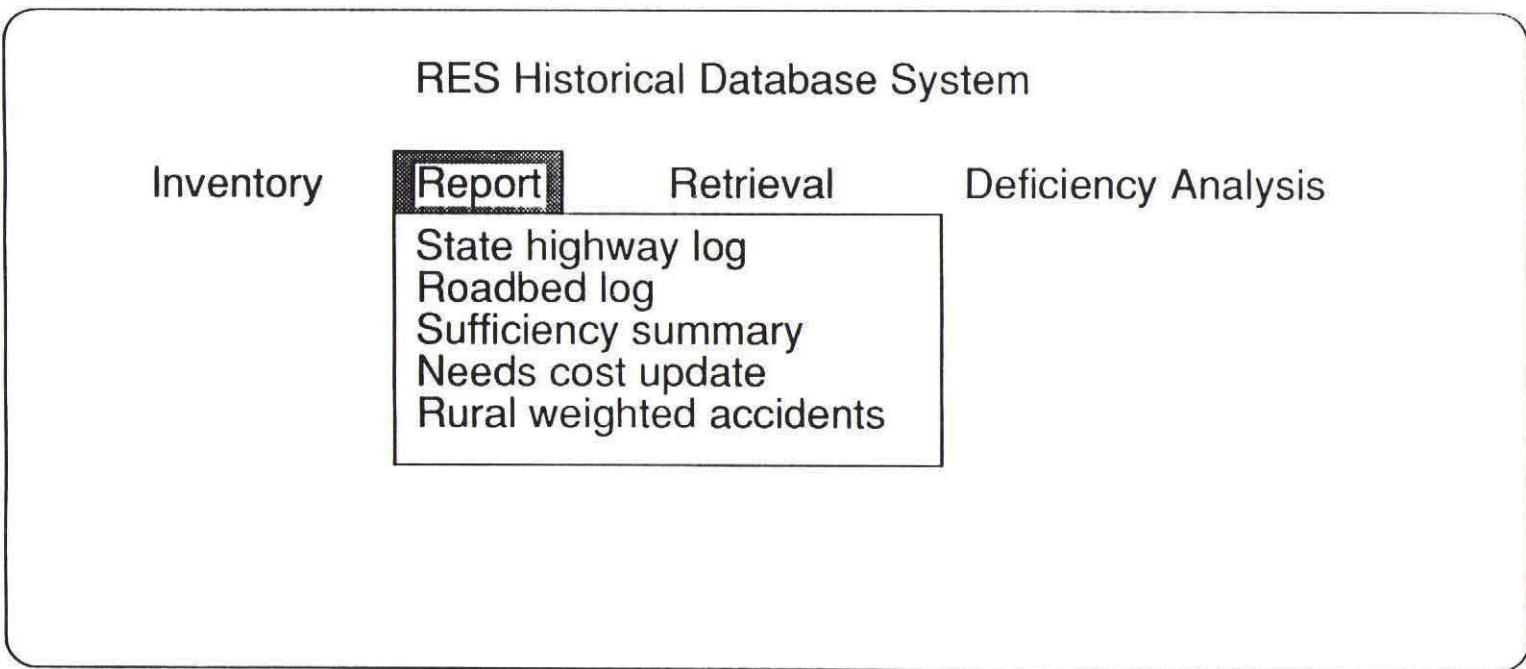 RES Historical Database System
Inventory Report Retrieval Deficiency Analysis
State highway log
Roadbed log
Sufficiency summary
Needs cost update
Rural weighted accidents